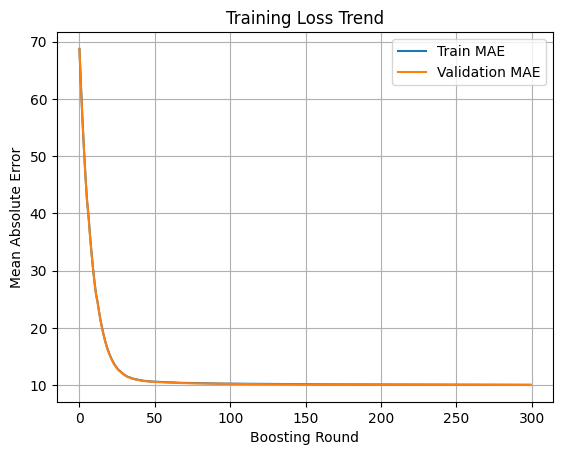 Training Loss Trend
Train MAE
Validation MAE
Mean Absolute Error
70
60
50
40
30
20
10
0 50 100 150 200 250 300
Boosting Round